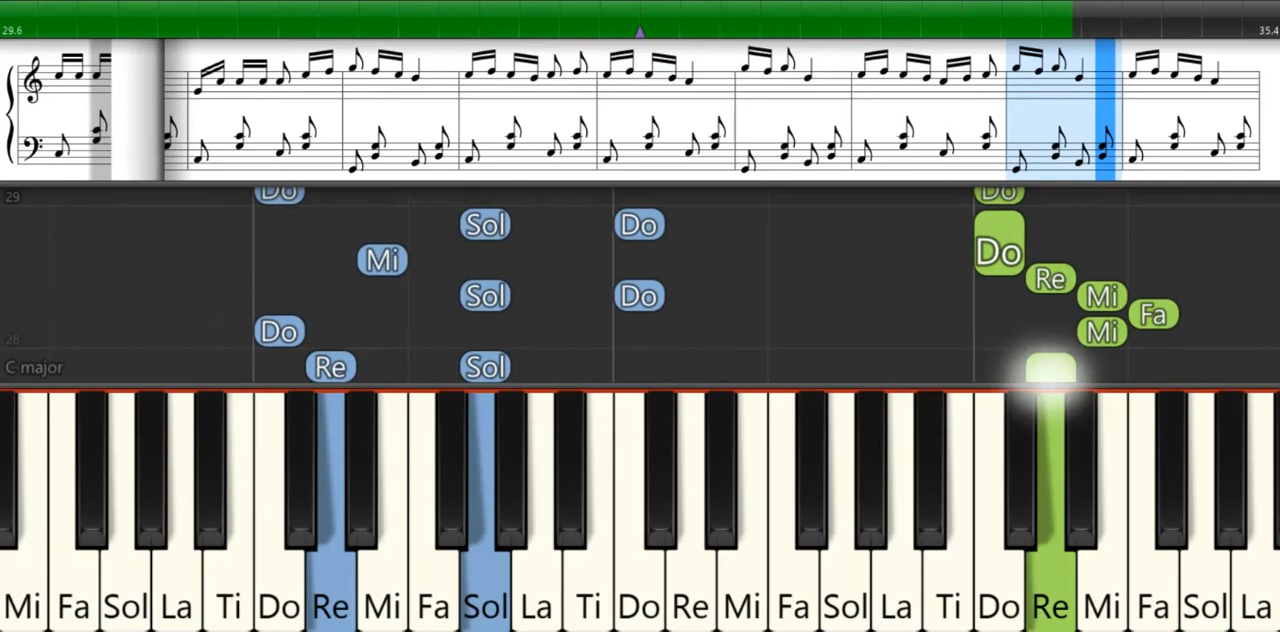 29.6 35.4
29 Do Do
Sol Do Do
Mi Re
Sol Do Mi
Fa
Do Mi
28
C major Re Sol
Mi Fa Sol La Ti Do Re Mi Fa Sol La Ti Do Re Mi Fa Sol La Ti Do Re Mi Fa Sol La